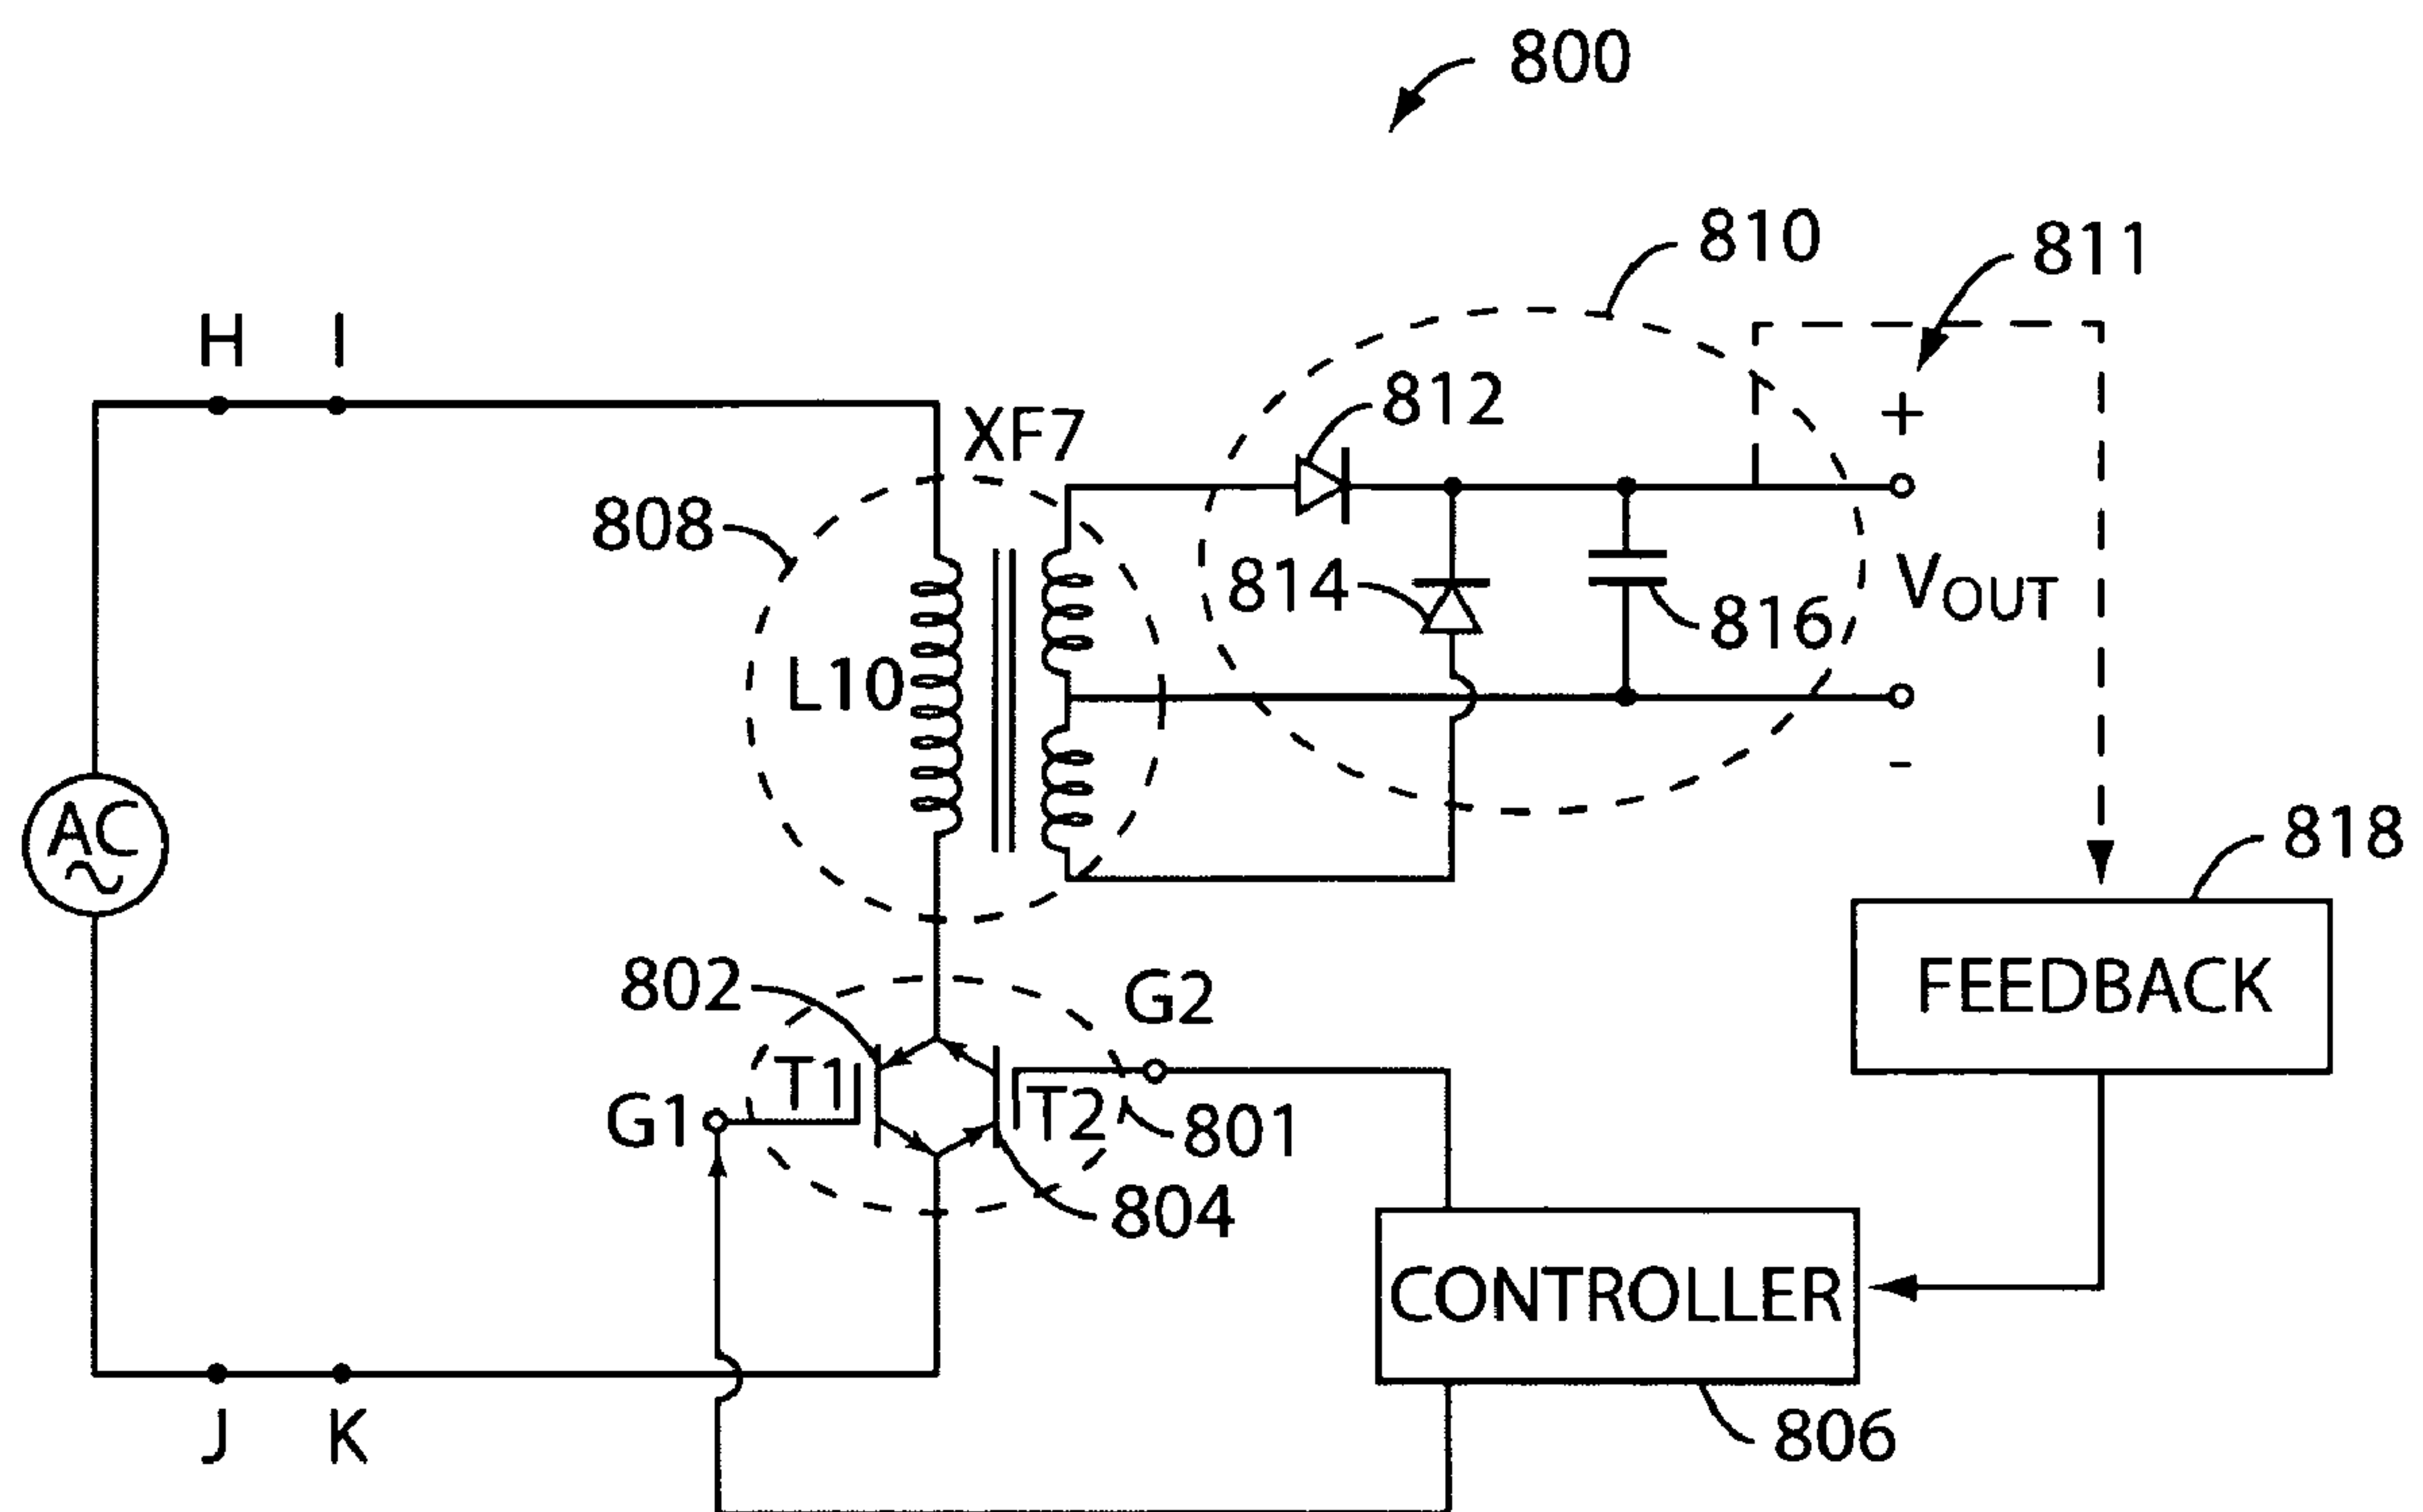 800
810
811
H
I
812
XF7
+
808
814
816
VOUT
L10
-
AC
818
802
G2
FEEDBACK
T1
T2
G1
801
804
CONTROLLER
J
K
806